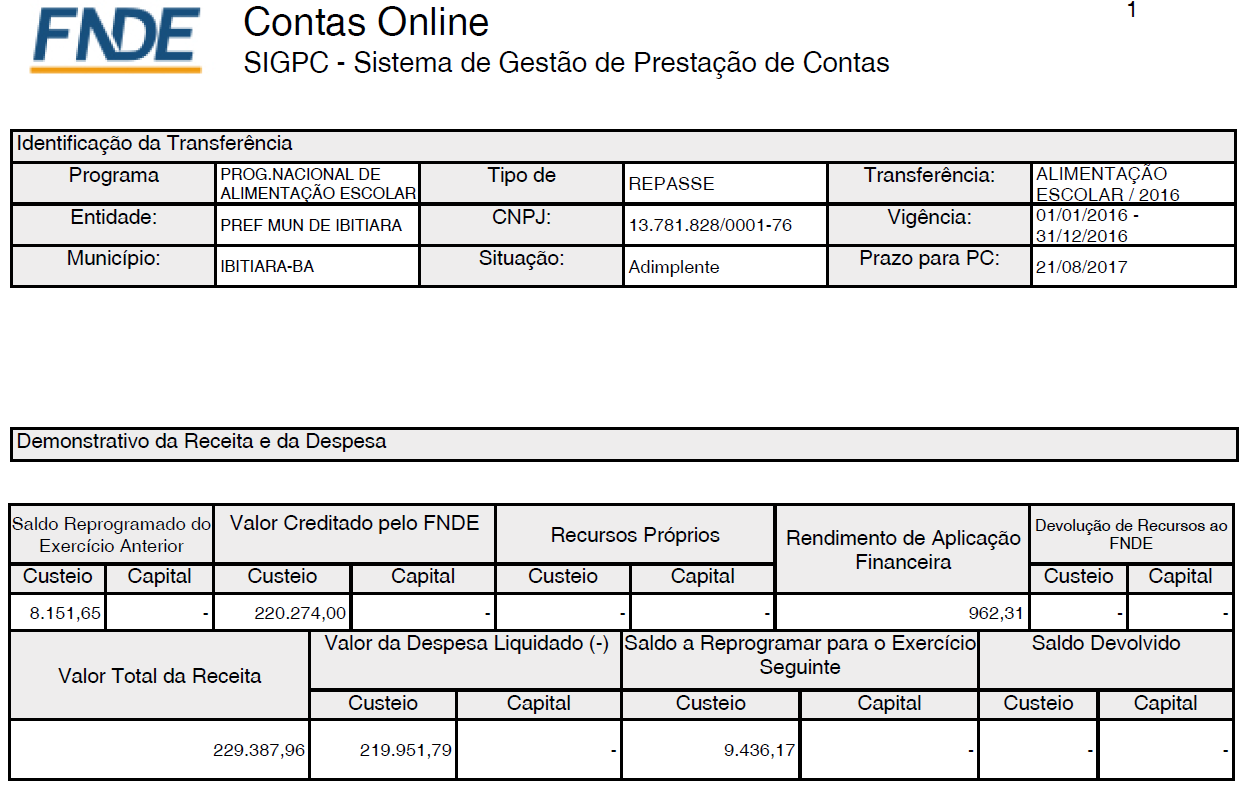 1
FNDE
Contas Online
SIGPC - Sistema de Gestão de Prestação de Contas
Identificação da Transferência
Programa
PROG.NACIONAL DE
ALIMENTAÇÃO ESCOLAR
Tipo de
REPASSE
Transferência:
ALIMENTAÇÃO
ESCOLAR / 2016
Entidade:
PREF MUN DE IBITIARA
CNPJ:
13.781.828/0001-76
Vigência:
01/01/2016 -
31/12/2016
Município:
IBITIARA-BA
Situação:
Adimplente
Prazo para PC:
21/08/2017
Demonstrativo da Receita e da Despesa
Saldo Reprogramado do
Exercício Anterior
Valor Creditado pelo FNDE
Recursos Próprios
Rendimento de Aplicação
Financeira
Devolução de Recursos ao
FNDE
Custeio Capital Custeio Capital Custeio Capital Custeio Capital
8.151,65 - 220.274,00 - - - 962,31 - -
Valor Total da Receita
Valor da Despesa Liquidado (-)
Saldo a Reprogramar para o Exercício
Seguinte
Saldo Devolvido
Custeio Capital Custeio Capital Custeio Capital
229.387,96 219.951,79 - 9.436,17 - - -